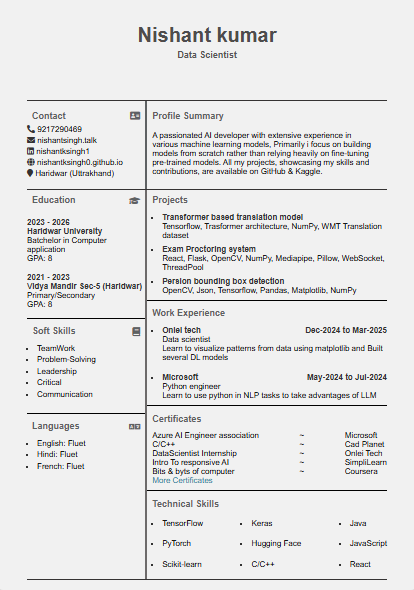 Nishant kumar
Data Scientist
Contact
9217290469
nishantsingh.talk
nishantksingh1
nishantksingh0.github.io
Haridwar (Uttrakhand)
Education
2023 - 2026
Haridwar University
Batchelor in Computer
application
GPA: 8
2021 - 2023
Vidya Mandir Sec-5 (Haridwar)
Primary/Secondary
GPA: 8
Soft Skills
TeamWork
Problem-Solving
Leadership
Critical
Communication
Languages
English: Fluet
Hindi: Fluet
French: Fluet
Profile Summary
A passionated AI developer with extensive experience in
various machine learning models, Primarily i focus on building
models from scratch rather than relying heavily on fine-tuning
pre-trained models. All my projects, showcasing my skills and
contributions, are available on GitHub & Kaggle.
Projects
Transformer based translation model
Tensorflow, Trasformer architecture, NumPy, WMT Translation
dataset
Exam Proctoring system
React, Flask, OpenCV, NumPy, Mediapipe, Pillow, WebSocket,
ThreadPool
Persion bounding box detection
OpenCV, Json, Tensorflow, Pandas, Matplotlib, NumPy
Work Experience
Onlei tech Dec-2024 to Mar-2025
Data scientist
Learn to visualize patterns from data using matplotlib and Built
several DL models
Microsoft May-2024 to Jul-2024
Python engineer
Learn to use python in NLP tasks to take advantages of LLM
Certificates
Azure AI Engineer association ~ Microsoft
C/C++ ~ Cad Planet
DataScientist Internship ~ Onlei Tech
Intro To responsive AI ~ SimpliLearn
Bits & byts of computer ~ Coursera
More Certificates
Technical Skills
TensorFlow Keras Java
PyTorch Hugging Face JavaScript
Scikit-learn C/C++ React